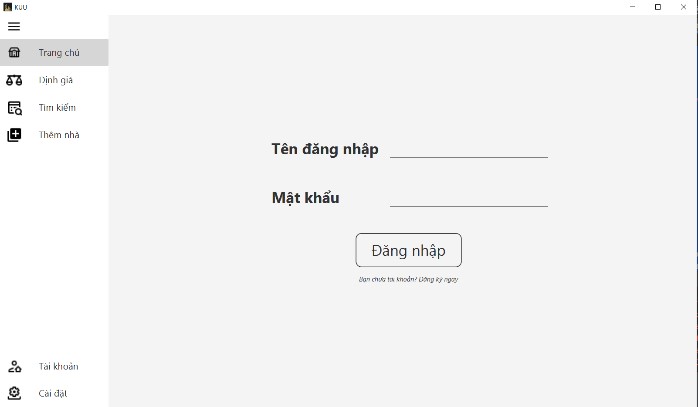 KUU
Trang chủ
Định giá
Tìm kiếm
Thêm nhà
Tên đăng nhập
Mật khẩu
Đăng nhập
Bạn chưa tài khoản? Đăng ký ngay
Tài khoản
Cài đặt